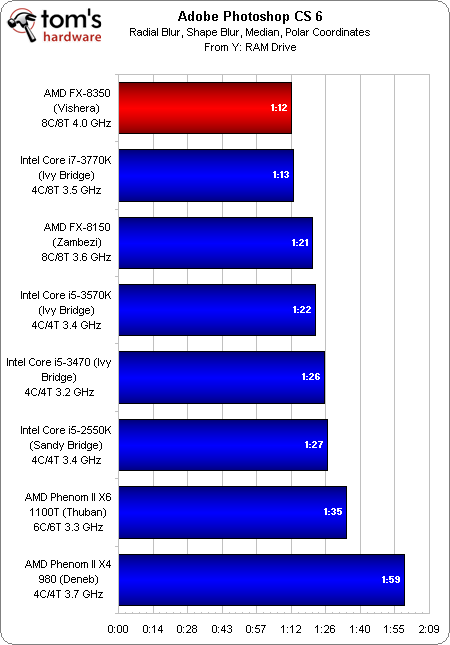 tom's
hardware
Adobe Photoshop CS 6
Radial Blur, Shape Blur, Median, Polar Coordinates
From Y: RAM Drive
AMD FX-8350
(Vishera)
8C/8T 4.0 GHz
1:12
Intel Core i7-3770K
(Ivy Bridge)
4C/8T 3.5 GHz
1:13
AMD FX-8150
(Zambezi)
8C/8T 3.6 GHz
1:21
Intel Core i5-3570K
(Ivy Bridge)
4C/4T 3.4 GHz
1:22
Intel Core i5-3470 (Ivy
Bridge)
4C/4T 3.2 GHz
1:26
Intel Core i5-2550K
(Sandy Bridge)
4C/4T 3.4 GHz
1:27
AMD Phenom II X6
1100T (Thuban)
6C/6T 3.3 GHz
1:35
AMD Phenom II X4
980 (Deneb)
4C/4T 3.7 GHz
1:59
0:00 0:14 0:28 0:43 0:57 1:12 1:26 1:40 1:55 2:09